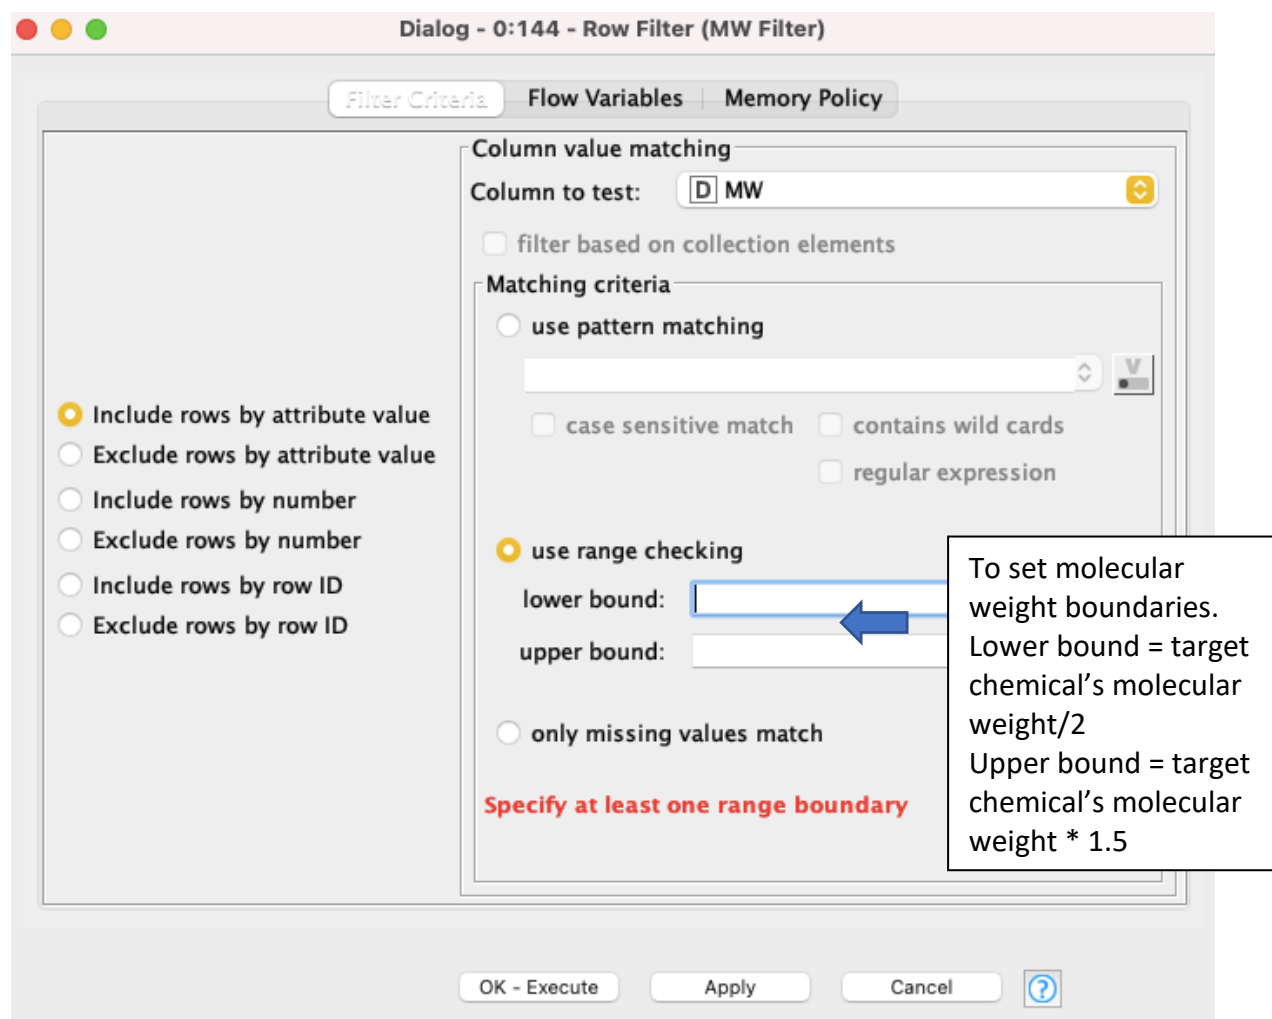 Dialog - 0:144 - Row Filter (MW Filter)
Filter Criteria Flow Variables Memory Policy
Column value matching
Column to test: D MW
filter based on collection elements
Matching criteria
use pattern matching
V
case sensitive match contains wild cards
regular expression
Include rows by attribute value
Exclude rows by attribute value
Include rows by number
Exclude rows by number
Include rows by row ID
Exclude rows by row ID
use range checking
lower bound:
upper bound:
only missing values match
Specify at least one range boundary
To set molecular
weight boundaries.
Lower bound = target
chemical’s molecular
weight/2
Upper bound = target
chemical’s molecular
weight * 1.5
OK - Execute Apply Cancel ?